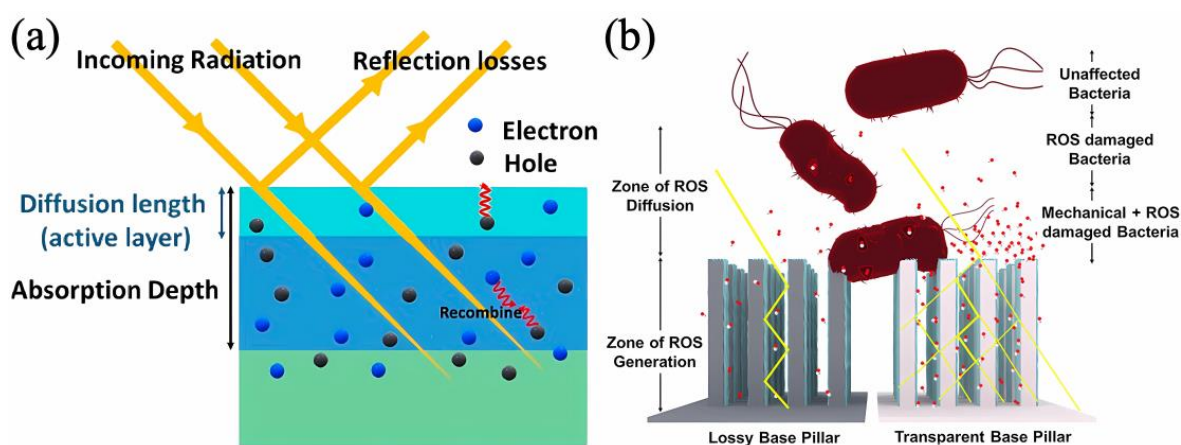 (a)
Incoming Radiation
Reflection losses
Electron
Hole
Diffusion length
(active layer)
Absorption Depth
Recombine
(b)
Unaffected
Bacteria
ROS damaged
Bacteria
Mechanical + ROS
damaged Bacteria
Zone of ROS
Diffusion
Zone of ROS
Generation
Lossy Base Pillar
Transparent Base Pillar